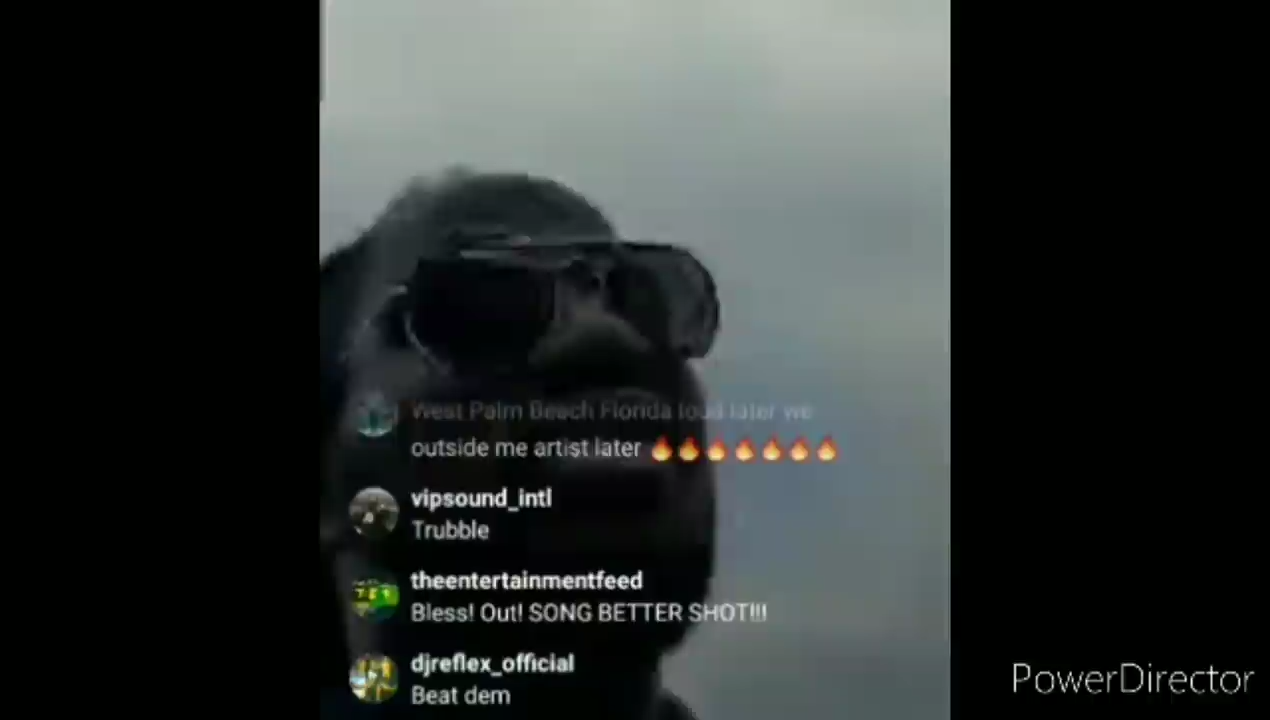 West Palm Beach Florida loud later we
outside me artist later 🔥🔥🔥🔥🔥🔥🔥
vipsound_intl
Trubble
theentertainmentfeed
Bless! Out! SONG BETTER SHOT!!!
djreflex_official
Beat dem
PowerDirector